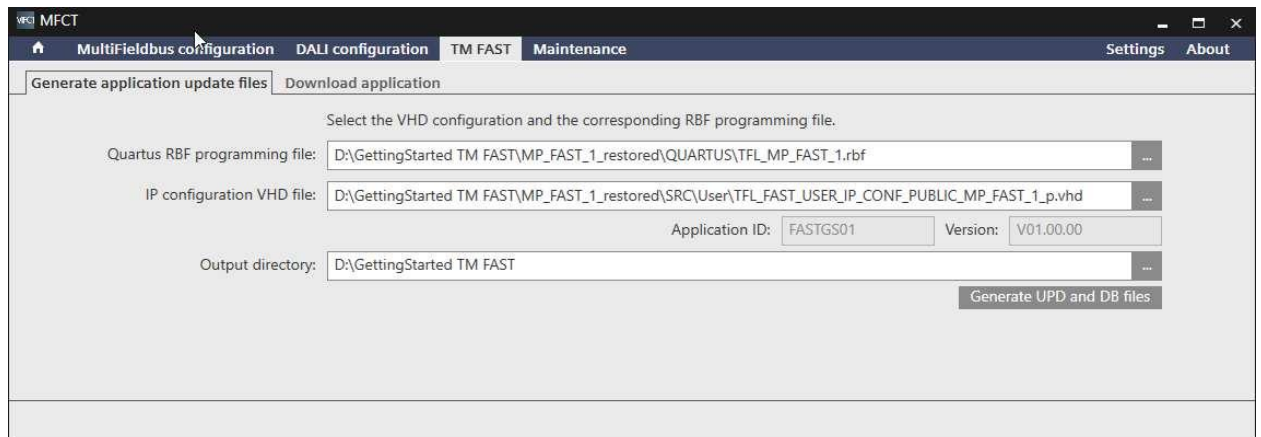 MFCT MFCT
MultiFieldbus configuration DALI configuration TM FAST Maintenance Settings About
Generate application update files Download application
Select the VHD configuration and the corresponding RBF programming file.
Quartus RBF programming file: D:\GettingStarted TM FAST\MP_FAST_1_restored\QUARTUS\TFL_MP_FAST_1.rbf ...
IP configuration VHD file: D:\GettingStarted TM FAST\MP_FAST_1_restored\SRC\User\TFL_FAST_USER_IP_CONF_PUBLIC_MP_FAST_1_p.vhd ...
Application ID: FASTGS01 Version: V01.00.00
Output directory: D:\GettingStarted TM FAST ...
Generate UPD and DB files